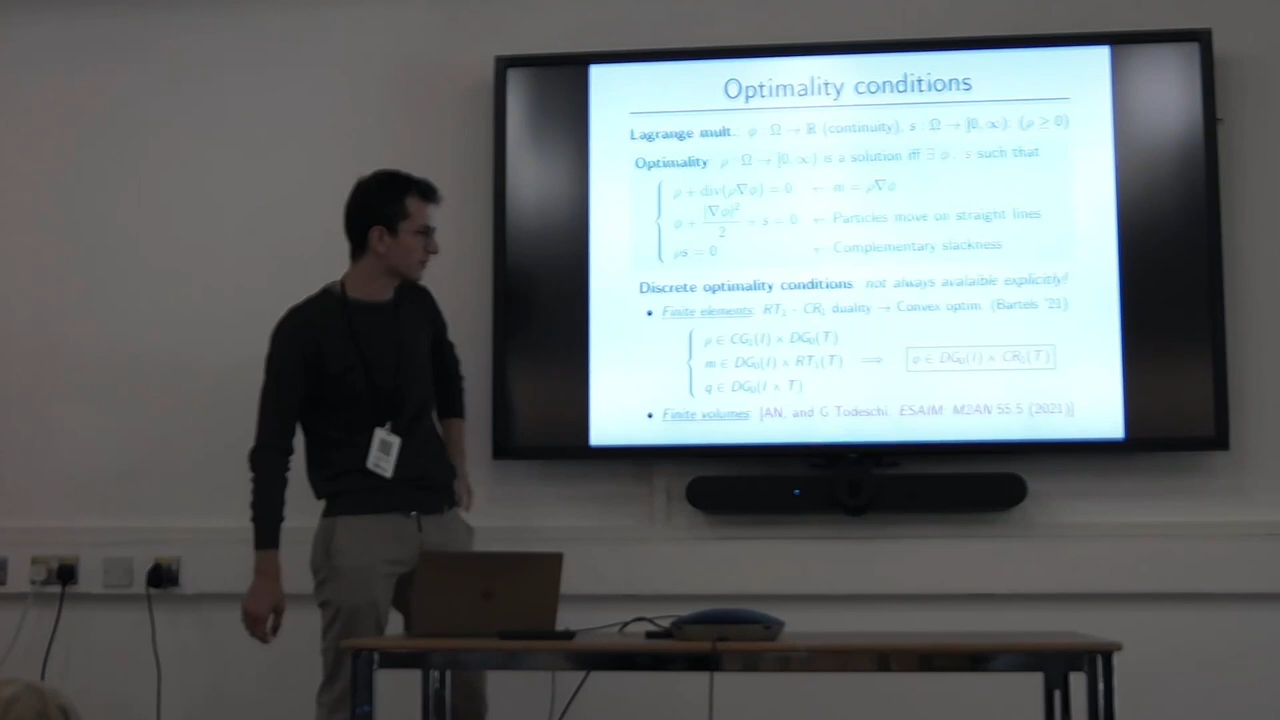 Optimality conditions
Lagrange mult. φ : Ω → ℝ (continuity), s : Ω → [0, ∞) (ρ ≥ 0)
Optimality ρ : Ω → [0, ∞) is a solution iff ∃ φ, s such that
ρ + div(ρ∇φ) = 0 ← m = ρ∇φ
φ + |∇φ|²/2 + s = 0 ← Particles move on straight lines
ρs = 0 ← Complementary slackness
Discrete optimality conditions not always avalaible explicitly!
• Finite elements: duality → Convex optim. (Bartels '21)
ρ ∈ CG₁(I) × DG₀(T)
m ∈ DG₀(I) × RT₁(T) ⟹ φ ∈ DG₀(I) × CR₁(T)
q ∈ DG₀(I × T)
• Finite volumes: [AN. and G Todeschi. ESAIM: M2AN 55.5 (2021)]